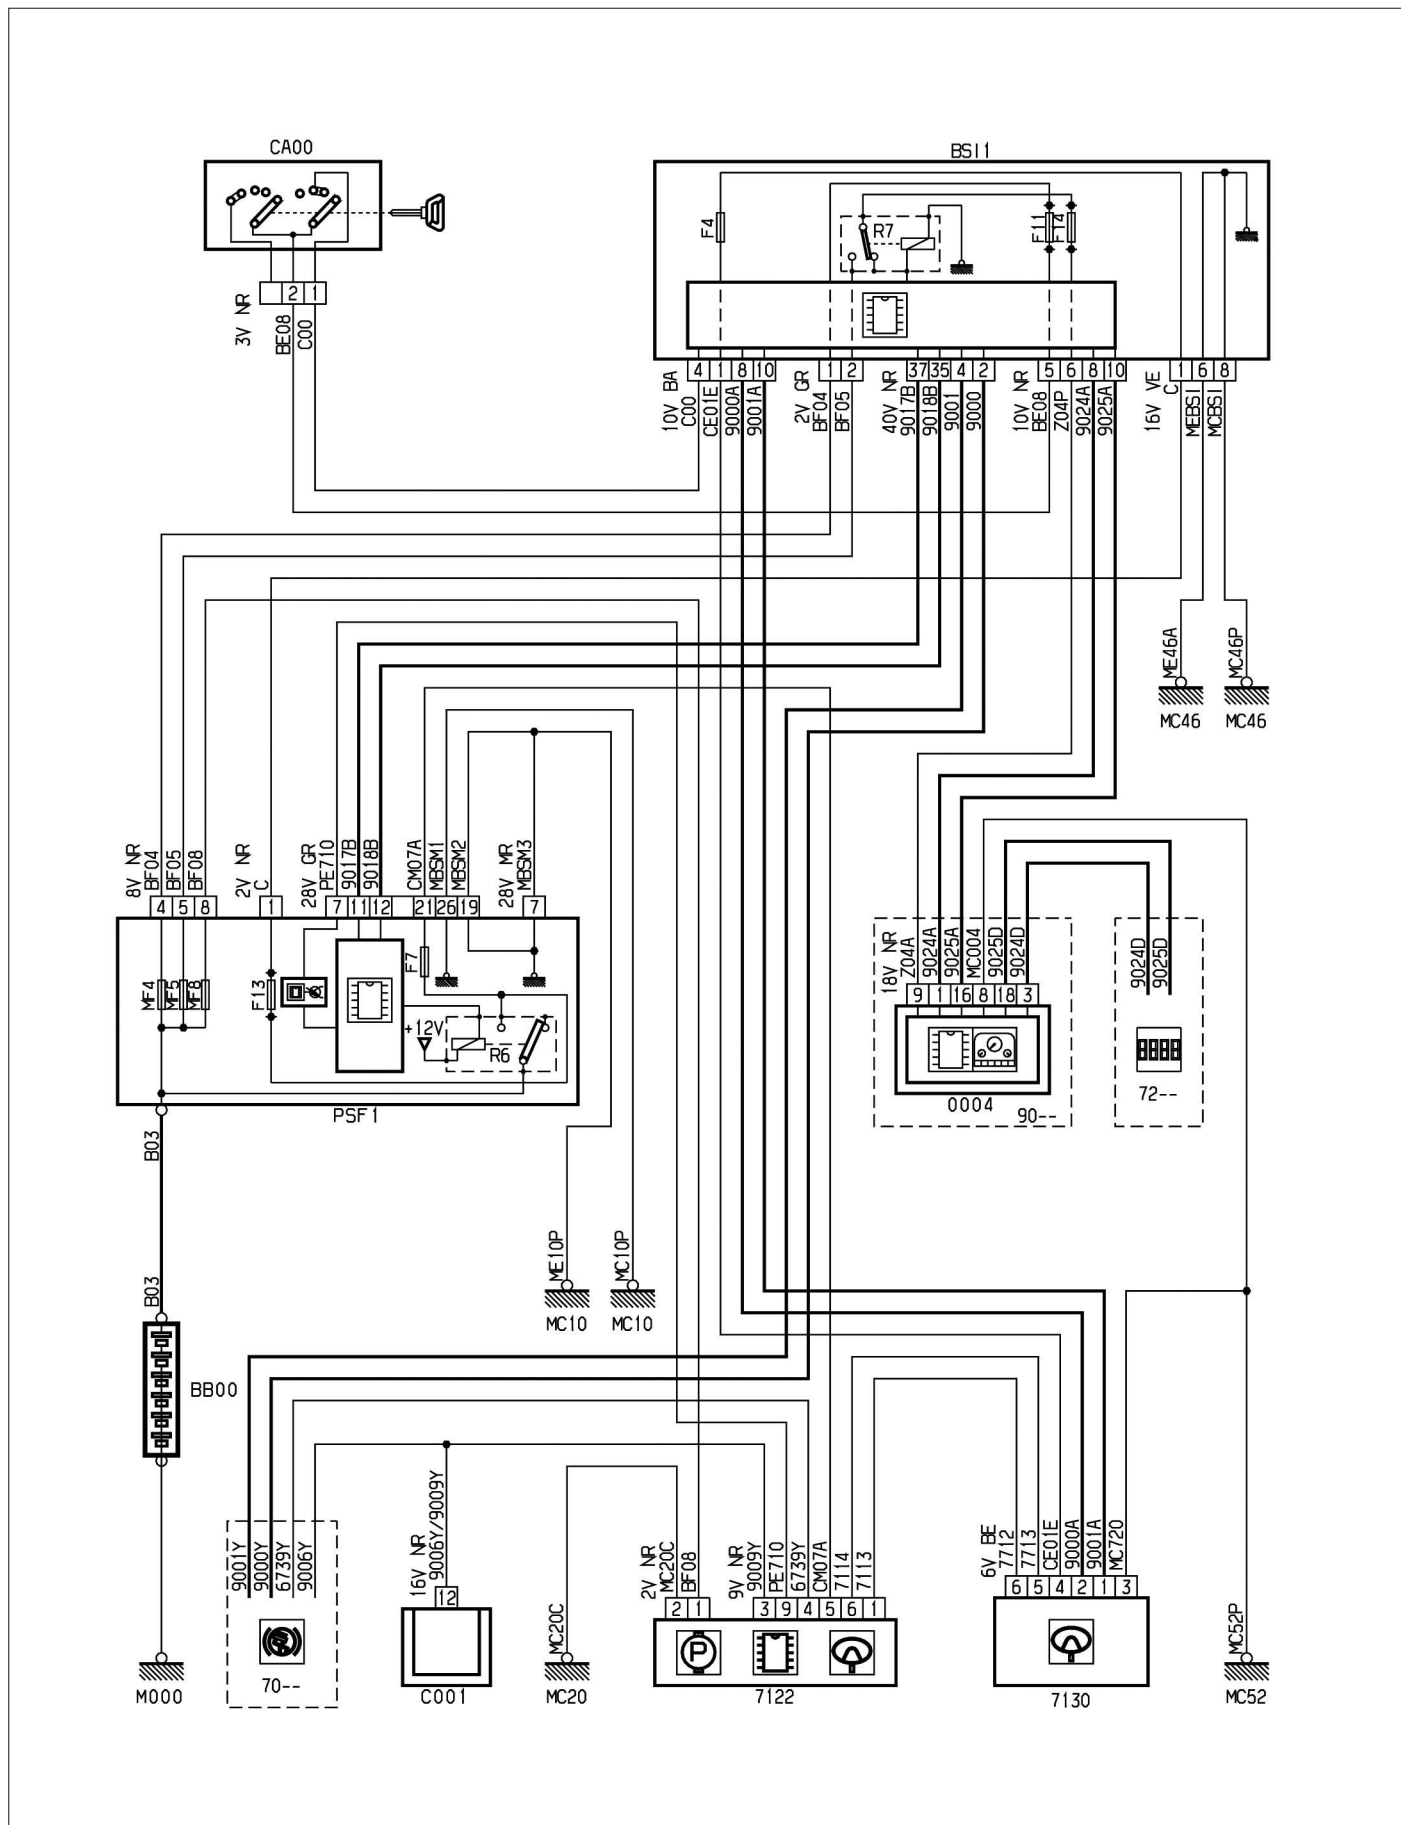 CA00
BSI1
F4
R7
F11
F14
2 1
3V NR
BE08
C00
4 1 8 10
1 2
37 35 4 2
5 6 8 10
1 6 8
10V BA
C00
CE01E
9000A
9001A
2V GR
BF04
BF05
40V NR
9017B
9018B
9001
9000
10V NR
BE08
Z04P
9024A
9025A
16V VE
C
MEBSI
MCBSI
ME46A
MC46P
MC46
MC46
8V NR
BF04
BF05
BF08
2V NR
C
28V GR
PE710
9017B
9018B
CM07A
MBSM1
MBSM2
28V MR
MBSM3
4 5 8
1
7 11 12
21 26 19
7
MF4
MF5
MF8
F13
F7
+12V
R6
PSF1
18V NR
Z04A
9024A
9025A
MC004
9025D
9024D
9 1 16 8 18 3
9024D
9025D
0004
90--
72--
B03
B03
ME10P
MC10P
MC10
MC10
BB00
9001Y
9000Y
6739Y
9006Y
16V NR
9006Y/9009Y
12
2V NR
MC20C
BF08
9V NR
9009Y
PE710
6739Y
CM07A
7114
7113
2 1
3 9 4 5 6 1
6V BE
7712
7713
CE01E
9000A
9001A
MC720
6 5 4 2 1 3
MC20C
MC52P
P
M000
70--
C001
MC20
7122
7130
MC52